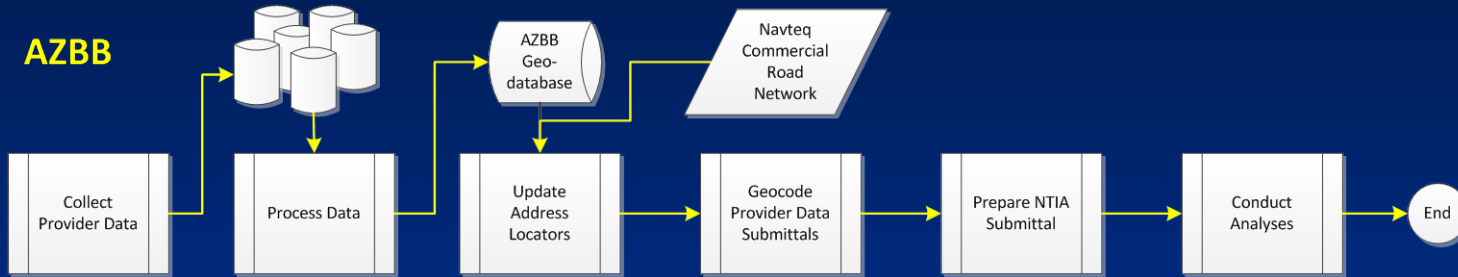 AZBB
AZBB
Geo-
database
Navteq
Commercial
Road
Network
Collect
Provider Data
Process Data
Update
Address
Locators
Geocode
Provider Data
Submittals
Prepare NTIA
Submittal
Conduct
Analyses
End